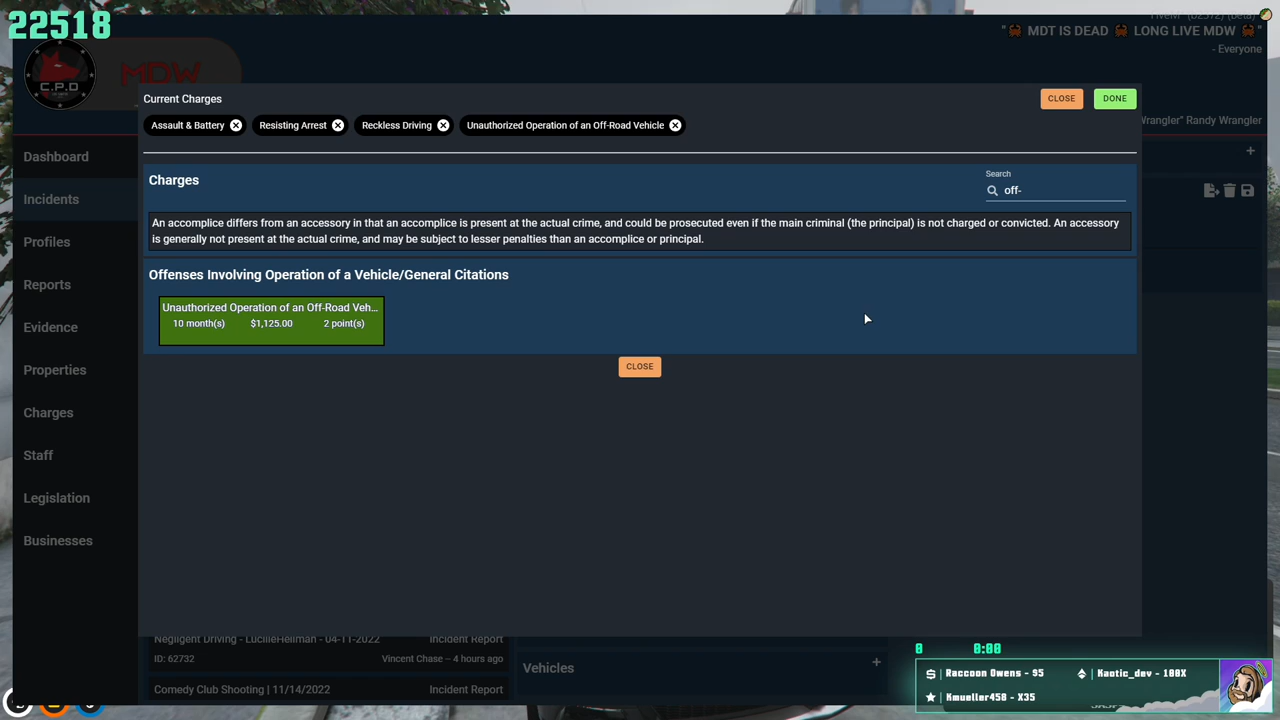 22518
FiveM
" MDT IS DEAD LONG LIVE MDW "
- Everyone
C.P.D
MDW
Wrangler" Randy Wrangler
Current Charges
CLOSE
DONE
Assault & Battery
Resisting Arrest
Reckless Driving
Unauthorized Operation of an Off-Road Vehicle
Dashboard
Incidents
Profiles
Reports
Evidence
Properties
Charges
Staff
Legislation
Businesses
Charges
Search
off-
An accomplice differs from an accessory in that an accomplice is present at the actual crime, and could be prosecuted even if the main criminal (the principal) is not charged or convicted. An accessory
is generally not present at the actual crime, and may be subject to lesser penalties than an accomplice or principal.
Offenses Involving Operation of a Vehicle/General Citations
Unauthorized Operation of an Off-Road Veh...
10 month(s) $1,125.00 2 point(s)
CLOSE
Negligent Driving - LucilleHellman - 04-11-2022
Incident Report
ID: 62732
Vincent Chase – 4 hours ago
Comedy Club Shooting | 11/14/2022
Incident Report
Vehicles
0 0:00
Raccoon Owens - 95
Kaotic_dev - 100X
Kmueller458 - X35